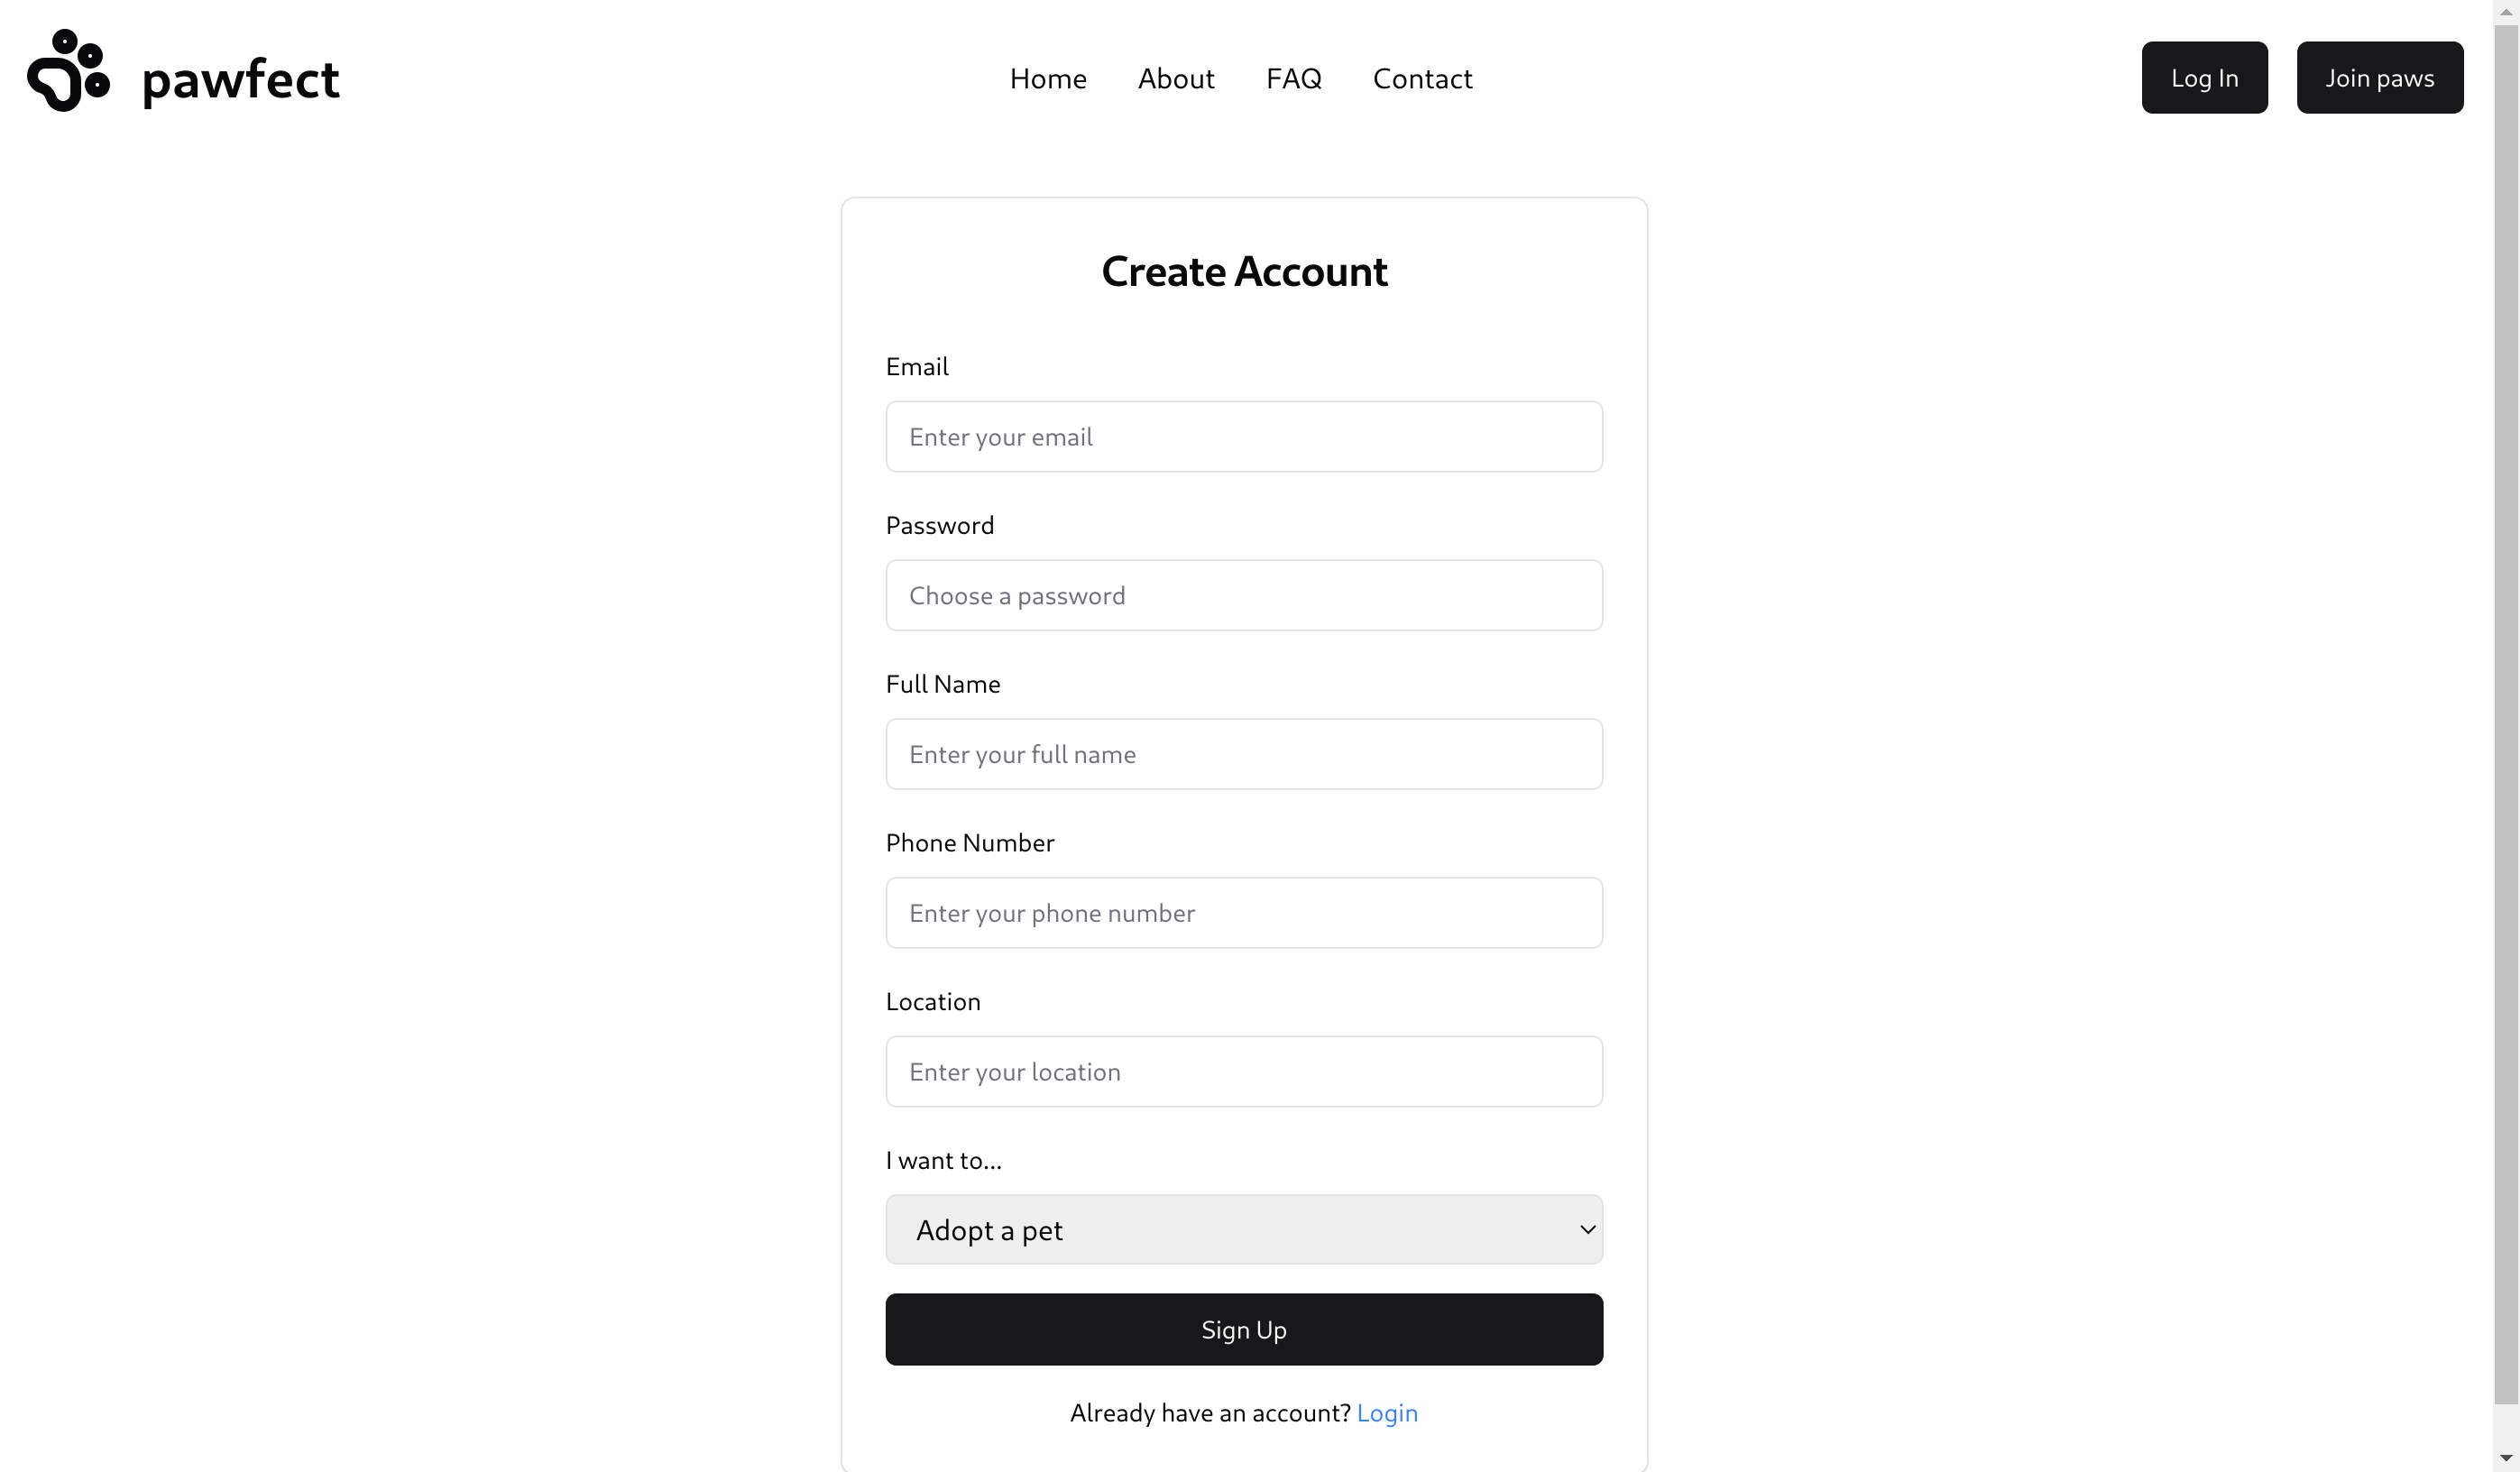 pawfect
Home About FAQ Contact
Log In Join paws
Create Account
Email
Enter your email
Password
Choose a password
Full Name
Enter your full name
Phone Number
Enter your phone number
Location
Enter your location
I want to...
Adopt a pet
Sign Up
Already have an account? Login